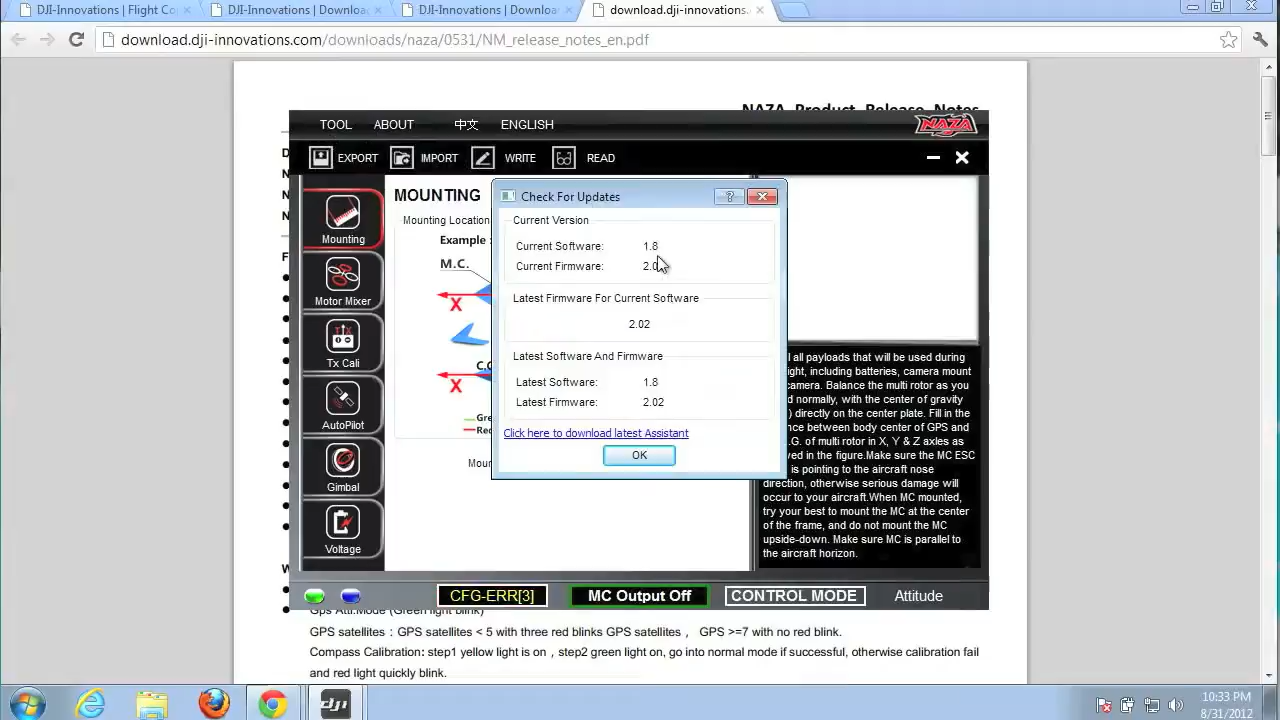 DJI-Innovations | Flight Co
DJI-Innovations | Downloa
DJI-Innovations | Downloa
download.dji-innovations.
download.dji-innovations.com/downloads/naza/0531/NM_release_notes_en.pdf
NAZA Product Release Notes
TOOL ABOUT 中文 ENGLISH
NAZA
EXPORT IMPORT WRITE READ
Mounting
Motor Mixer
Tx Cali
AutoPilot
Gimbal
Voltage
MOUNTING
Mounting Location
Example :
M.C.
X
X
Check For Updates
Current Version
Current Software: 1.8
Current Firmware:
Latest Firmware For Current Software
2.02
Latest Software And Firmware
Latest Software: 1.8
Latest Firmware: 2.02
Click here to download latest Assistant
OK
all payloads that will be used during
ight, including batteries, camera mount
camera. Balance the multi rotor as you
d normally, with the center of gravity
) directly on the center plate. Fill in the
nce between body center of GPS and
.G. of multi rotor in X, Y & Z axles as
ved in the figure.Make sure the MC ESC
is pointing to the aircraft nose
direction, otherwise serious damage will
occur to your aircraft.When MC mounted,
try your best to mount the MC at the center
of the frame, and do not mount the MC
upside-down. Make sure MC is parallel to
the aircraft horizon.
CFG-ERR[3] MC Output Off CONTROL MODE Attitude
Gps Atti.Mode (Green light blink)
GPS satellites：GPS satellites < 5 with three red blinks GPS satellites， GPS >=7 with no red blink.
Compass Calibration: step1 yellow light is on，step2 green light on, go into normal mode if successful, otherwise calibration fail
and red light quickly blink.
dji
10:33 PM
8/31/2012